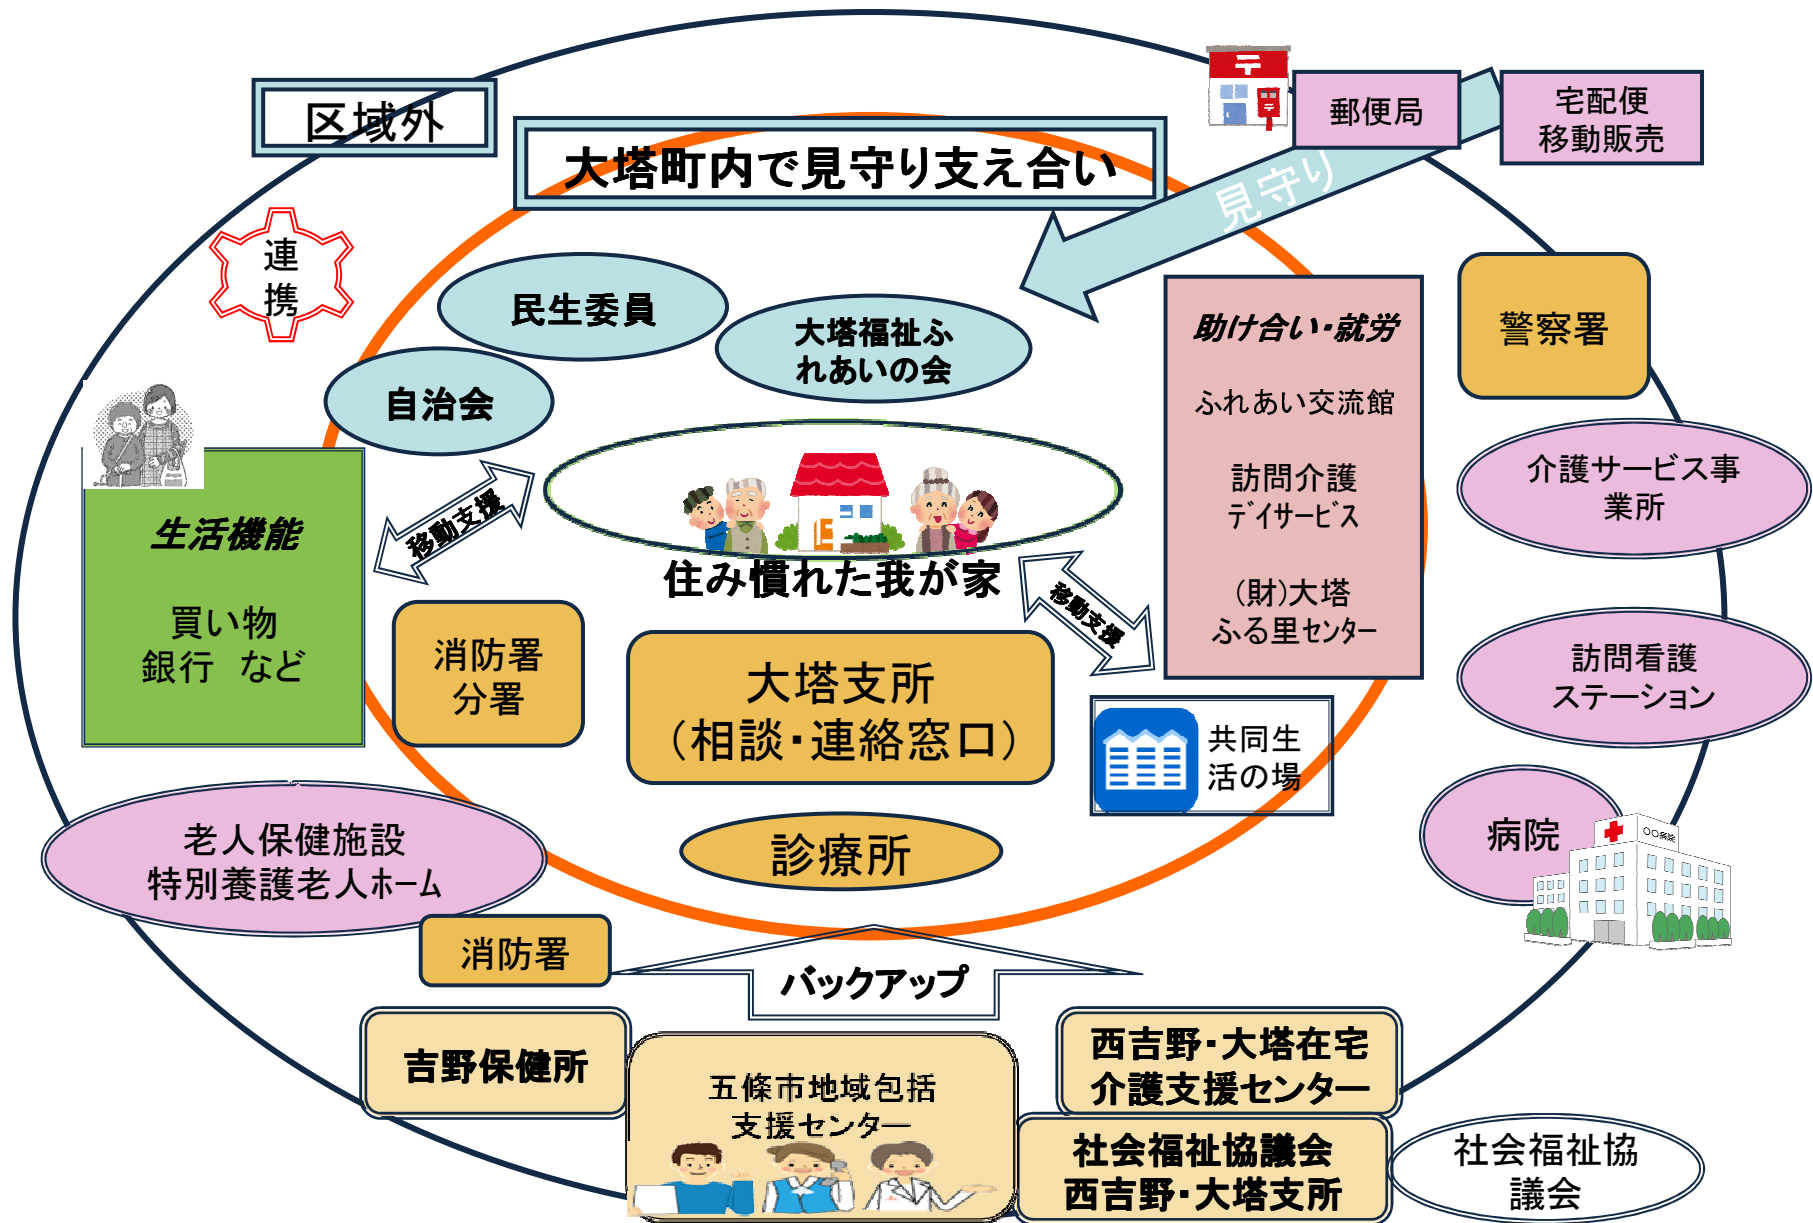 区域外
大塔町内で見守り支え合い
郵便局
宅配便
移動販売
見守り
連
携
民生委員
大塔福祉ふ
れあいの会
自治会
助け合い・就労
ふれあい交流館
訪問介護
ﾃﾞｲサービス
(財)大塔
ふる里センター
警察署
介護サービス事
業所
訪問看護
ステーション
病院
〇〇病院
生活機能
買い物
銀行　など
移動支援
住み慣れた我が家
移動支援
消防署
分署
大塔支所
(相談・連絡窓口)
共同生
活の場
診療所
老人保健施設
特別養護老人ホーム
消防署
バックアップ
吉野保健所
五條市地域包括
支援センター
西吉野・大塔在宅
介護支援センター
社会福祉協議会
西吉野・大塔支所
社会福祉協
議会